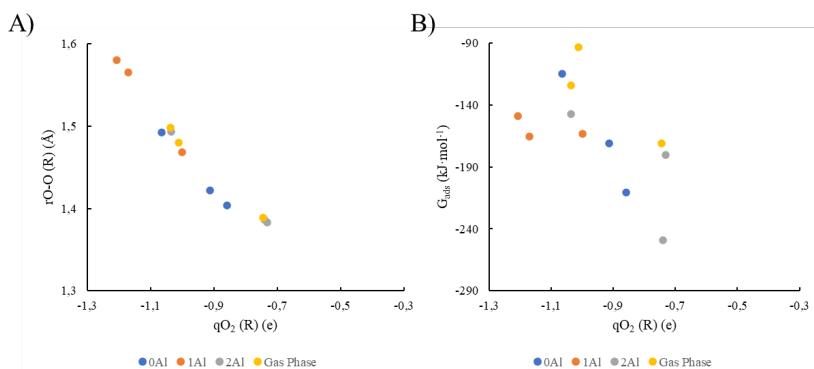 A)
1,6
1,5
1,4
1,3
rO-O (R) (Å)
-1,3 -1,1 -0,9 -0,7 -0,5 -0,3
qO₂ (R) (e)
0Al 1Al 2Al Gas Phase
B)
-90
-140
-190
-240
-290
G_ads (kJ·mol⁻¹)
-1,3 -1,1 -0,9 -0,7 -0,5 -0,3
qO₂ (R) (e)
0Al 1Al 2Al Gas Phase